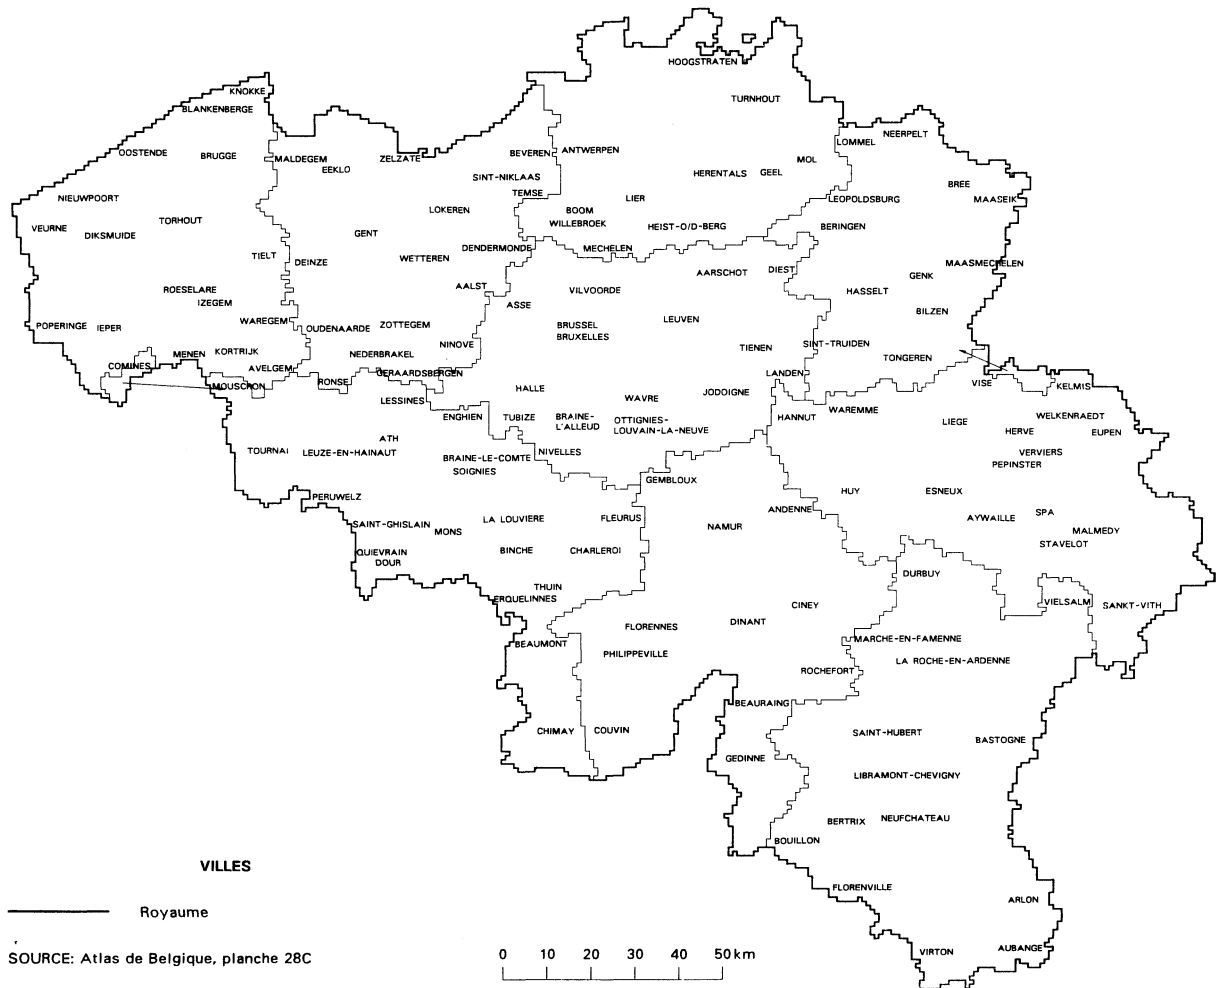 HOOGSTRATEN
KNOKKE
TURNHOUT
BLANKENBERGE
NEERPELT
LOMMEL
OOSTENDE
BRUGGE
MALDEGEM
ZELZATE
BEVEREN
ANTWERPEN
MOL
EEKLO
HERENTALS
GEEL
SINT-NIKLAAS
BREE
TEMSE
NIEUWPOORT
LIER
LEOPOLDSBURG
MAASEIK
LOKEREN
BOOM
TORHOUT
WILLEBROEK
HEIST-O/D-BERG
BERINGEN
VEURNE
DIKSMUIDE
GENT
DENDERMONDE
MECHELEN
TIELT
DEINZE
WETTEREN
MAASMECHELEN
AARSCHOT
DIEST
GENK
AALST
ROESELARE
VILVOORDE
HASSELT
IZEGEM
ASSE
BILZEN
WAREGEM
LEUVEN
POPERINGE
IEPER
OUDENAARDE
ZOTTEGEM
BRUSSEL
BRUXELLES
NINOVE
SINT-TRUIDEN
TIENEN
MENEN
KORTRIJK
NEDERBRAKEL
TONGEREN
COMINES
AVELGEM
GERAARDSBERGEN
LANDEN
MOUSCRON
RONSE
VISE
KELMIS
HALLE
JODOIGNE
LESSINES
WAVRE
WAREMME
ENGHIEN
TUBIZE
BRAINE-
L'ALLEUD
OTTIGNIES-
LOUVAIN-LA-NEUVE
HANNUT
WELKENRAEDT
LIEGE
HERVE
EUPEN
ATH
TOURNAI
LEUZE-EN-HAINAUT
NIVELLES
VERVIERS
BRAINE-LE-COMTE
PEPINSTER
SOIGNIES
GEMBLOUX
HUY
ESNEUX
PERUWELZ
ANDENNE
SPA
LA LOUVIERE
FLEURUS
AYWAILLE
SAINT-GHISLAIN
NAMUR
MONS
MALMEDY
STAVELOT
QUIEVRAIN
BINCHE
CHARLEROI
DOUR
DURBUY
THUIN
ERQUELINNES
VIELSALM
SANKT-VITH
CINEY
FLORENNES
DINANT
MARCHE-EN-FAMENNE
BEAUMONT
PHILIPPEVILLE
LA ROCHE-EN-ARDENNE
ROCHEFORT
BEAURAING
CHIMAY
COUVIN
SAINT-HUBERT
BASTOGNE
GEDINNE
LIBRAMONT-CHEVIGNY
BERTRIX
NEUFCHATEAU
BOUILLON
VILLES
FLORENVILLE
ARLON
Royaume
VIRTON
AUBANGE
SOURCE: Atlas de Belgique, planche 28C
0 10 20 30 40 50 km